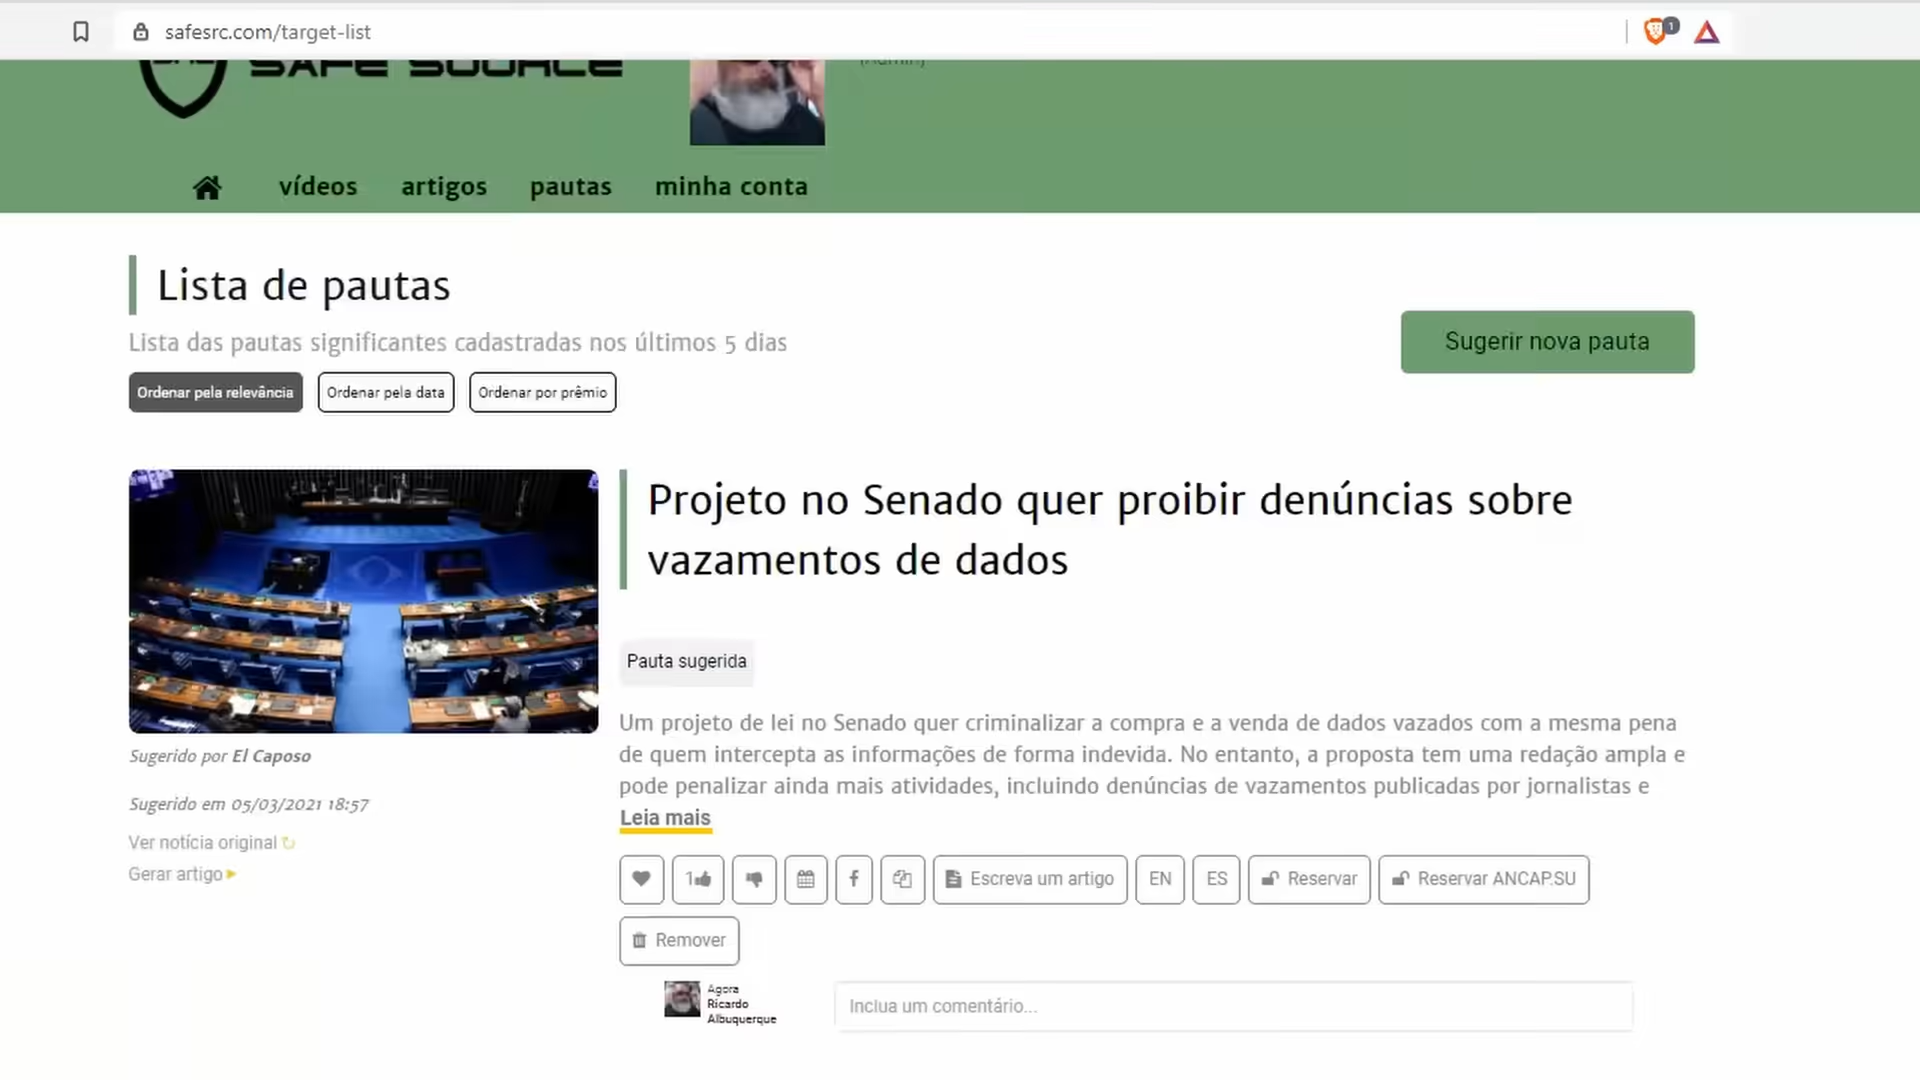 safesrc.com/target-list
1
SAFE SOURCE
(Admin)
vídeos
artigos
pautas
minha conta
Lista de pautas
Lista das pautas significantes cadastradas nos últimos 5 dias
Sugerir nova pauta
Ordenar pela relevância
Ordenar pela data
Ordenar por prêmio
Projeto no Senado quer proibir denúncias sobre
vazamentos de dados
Pauta sugerida
Um projeto de lei no Senado quer criminalizar a compra e a venda de dados vazados com a mesma pena
de quem intercepta as informações de forma indevida. No entanto, a proposta tem uma redação ampla e
pode penalizar ainda mais atividades, incluindo denúncias de vazamentos publicadas por jornalistas e
Leia mais
Sugerido por El Caposo
Sugerido em 05/03/2021 18:57
Ver notícia original
Gerar artigo
1
Escreva um artigo
EN
ES
Reservar
Reservar ANCAP.SU
Remover
Agora
Ricardo
Albuquerque
Inclua um comentário...